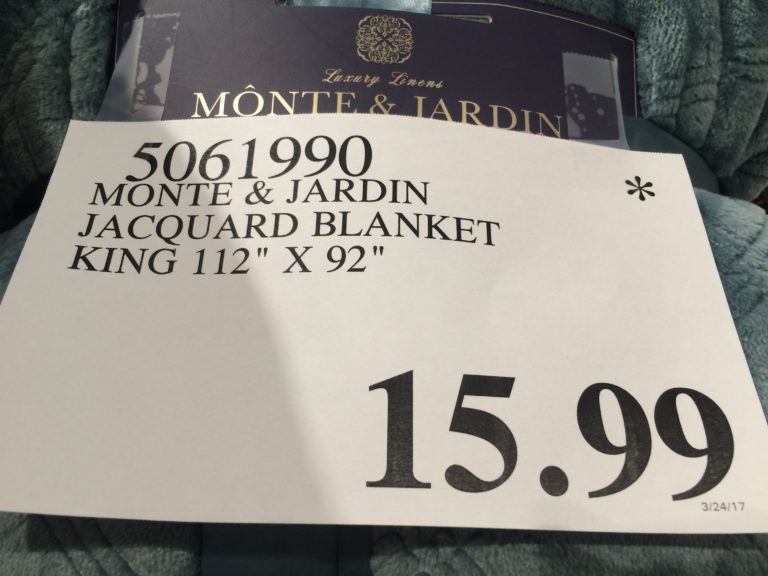 Luxury Linens
MÔNTE & JARDIN
5061990
*
MONTE & JARDIN
JACQUARD BLANKET
KING 112" X 92"
15.99
3/24/17